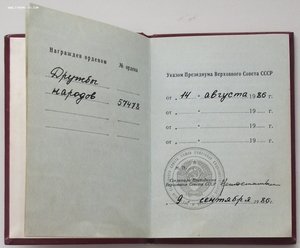 Награжден орденом
№ ордена
Дружбы
народов
57478
Указом Президиума Верховного Совета СССР
от „ 14 „ августа 1980 г.
от „ „ 19 г.
от „ „ 19 г.
от „ „ 19 г.
Секретарь Президиума
Верховного Совета СССР
„ 9 „ сентября 1980 г.